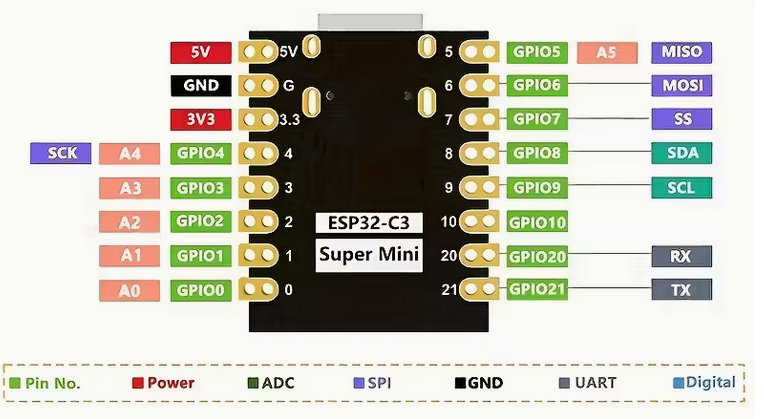 5V 5V 5 GPIO5 A5 MISO
GND G 6 GPIO6 MOSI
3V3 3.3 7 GPIO7 SS
SCK A4 GPIO4 4 8 GPIO8 SDA
A3 GPIO3 3 9 GPIO9 SCL
A2 GPIO2 2 ESP32-C3 10 GPIO10
A1 GPIO1 1 Super Mini 20 GPIO20 RX
A0 GPIO0 0 21 GPIO21 TX
Pin No. Power ADC SPI GND UART Digital